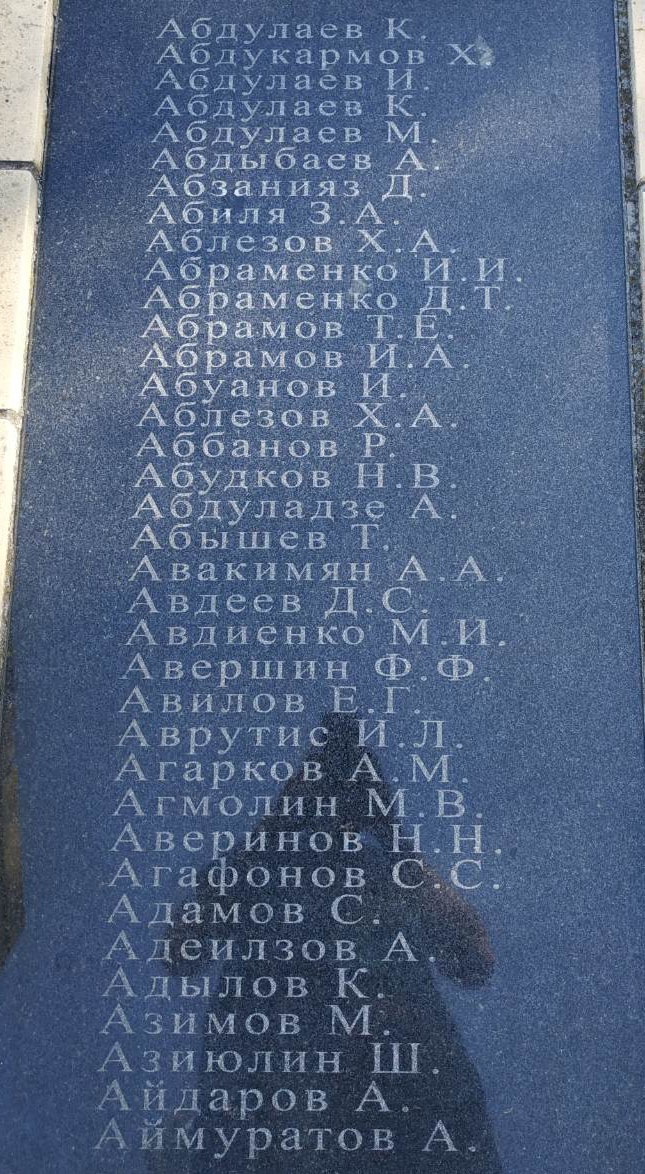 Абдулаев К.
Абдукармов Х.
Абдулаев И.
Абдулаев К.
Абдулаев М.
Абдыбаев А.
Абзанияз Д.
Абиля З.А.
Аблезов Х.А.
Абраменко И.И.
Абраменко Д.Т.
Абрамов Т.Е.
Абрамов И.А.
Абуанов И.
Аблезов Х.А.
Аббанов Р.
Абудков Н.В.
Абдуладзе А.
Абышев Т.
Авакимян А.А.
Авдеев Д.С.
Авдиенко М.И.
Авершин Ф.Ф.
Авилов Е.Г.
Аврутис И.Л.
Агарков А.М.
Агмолин М.В.
Аверинов Н.Н.
Агафонов С.С.
Адамов С.
Адеилзов А.
Адылов К.
Азимов М.
Азиюлин Ш.
Айдаров А.
Аймуратов А.